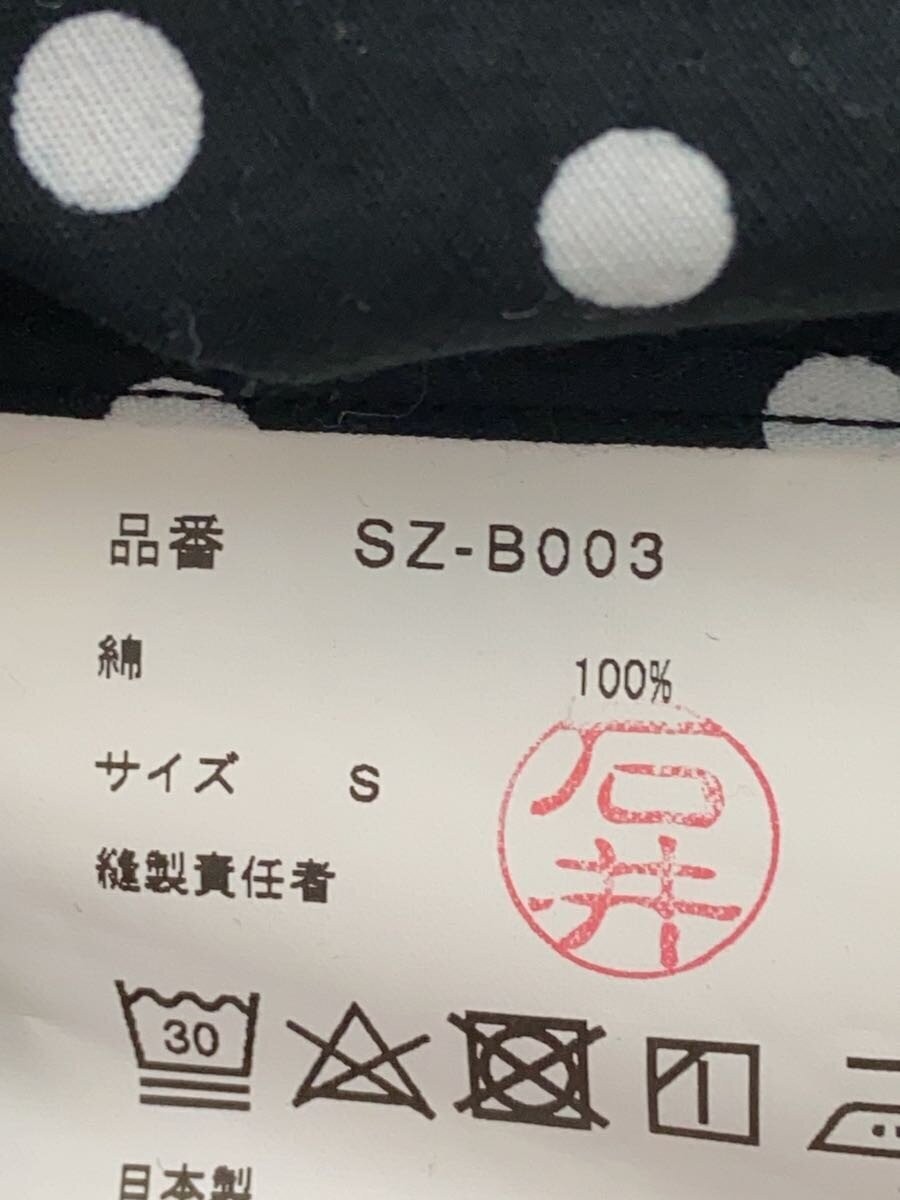 品番 SZ-B003
綿 100%
サイズ S
縫製責任者
石井
30
日本製